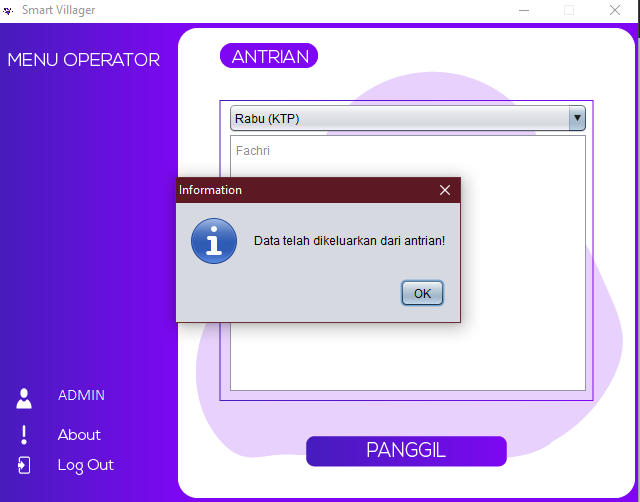 Smart Villager
MENU OPERATOR
ANTRIAN
Rabu (KTP)
Fachri
Information
Data telah dikeluarkan dari antrian!
OK
ADMIN
About
Log Out
PANGGIL